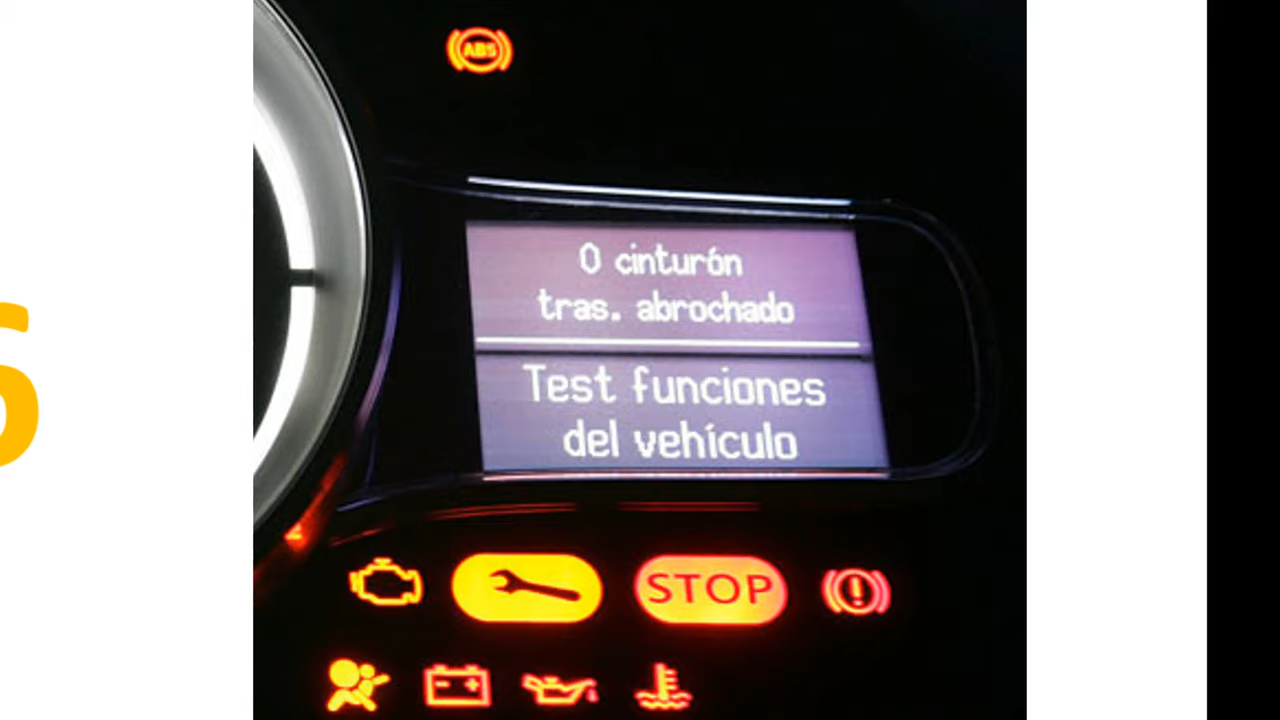 ABS
0 cinturón
tras. abrochado
Test funciones
del vehículo
STOP